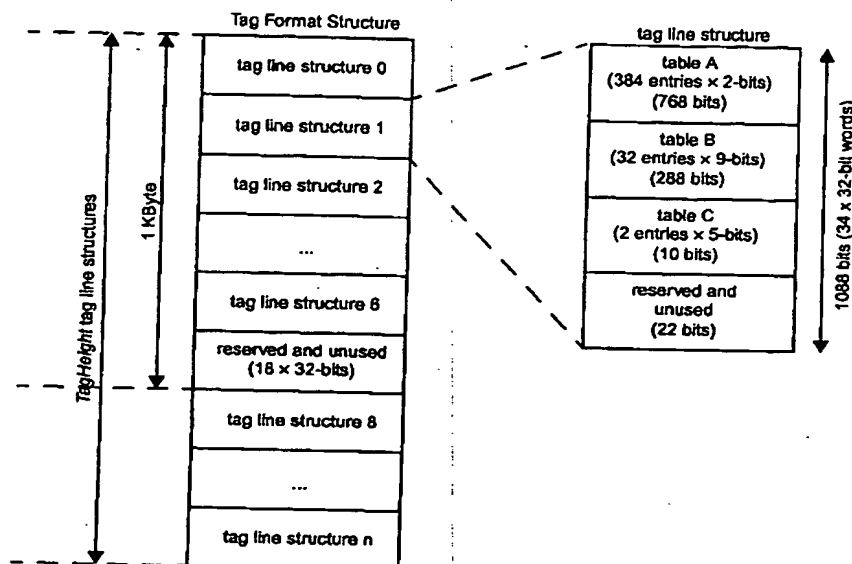 Tag Format Structure
tag line structure 0
tag line structure 1
tag line structure 2
...
tag line structure 6
reserved and unused
(18 × 32-bits)
tag line structure 8
...
tag line structure n
TagHeight tag line structures
1 KByte
tag line structure
table A
(384 entries × 2-bits)
(768 bits)
table B
(32 entries × 9-bits)
(288 bits)
table C
(2 entries × 5-bits)
(10 bits)
reserved and
unused
(22 bits)
1088 bits (34 x 32-bit words)